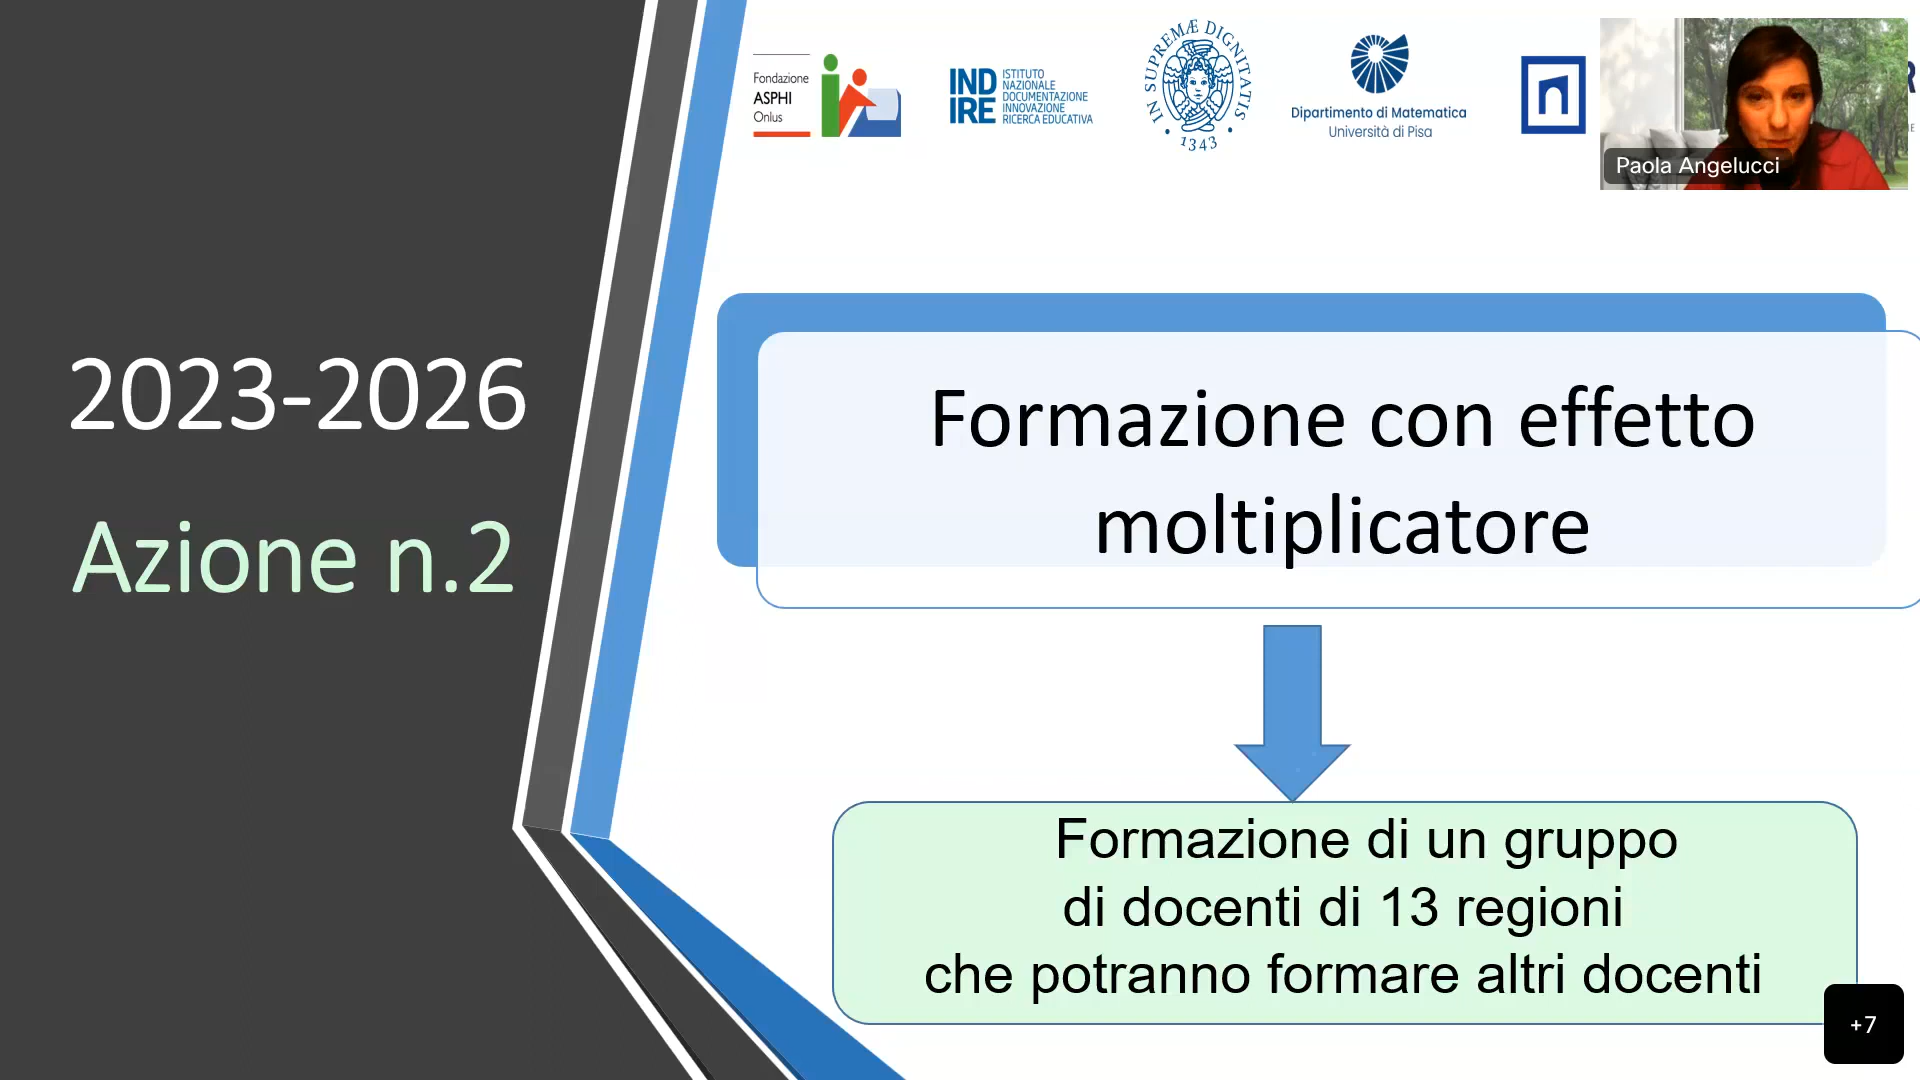 Fondazione
ASPHI
Onlus
IND
IRE
ISTITUTO
NAZIONALE
DOCUMENTAZIONE
INNOVAZIONE
RICERCA EDUCATIVA
IN SUPREMÆ DIGNITATIS
1343
Dipartimento di Matematica
Università di Pisa
Paola Angelucci
2023-2026
Azione n.2
Formazione con effetto
moltiplicatore
Formazione di un gruppo
di docenti di 13 regioni
che potranno formare altri docenti
+7